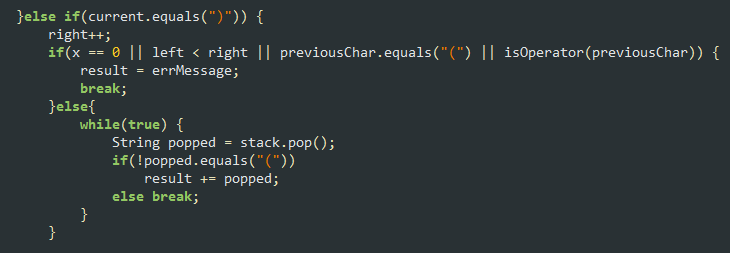 }else if(current.equals(")")) {
right++;
if(x == 0 || left < right || previousChar.equals("(") || isOperator(previousChar)) {
result = errMessage;
break;
}else{
while(true) {
String popped = stack.pop();
if(!popped.equals("("))
result += popped;
else break;
}
}